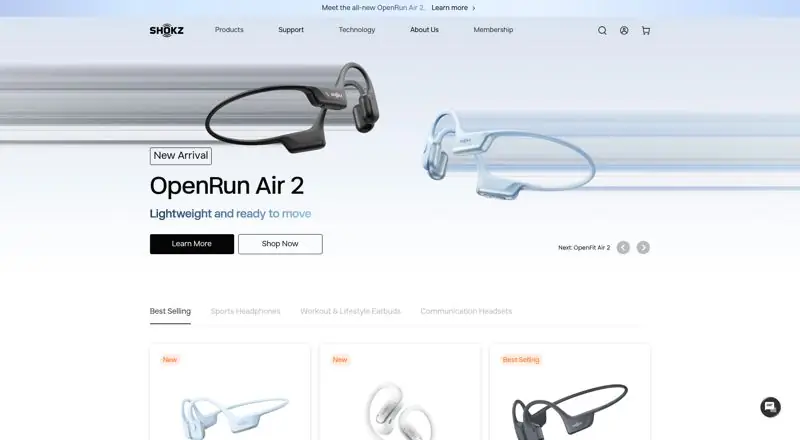 Meet the all-new OpenRun Air 2. Learn more
SHOKZ
Products
Support
Technology
About Us
Membership
New Arrival
OpenRun Air 2
Lightweight and ready to move
Learn More
Shop Now
Next: OpenFit Air 2
Best Selling
Sports Headphones
Workout & Lifestyle Earbuds
Communication Headsets
New
New
Best Selling